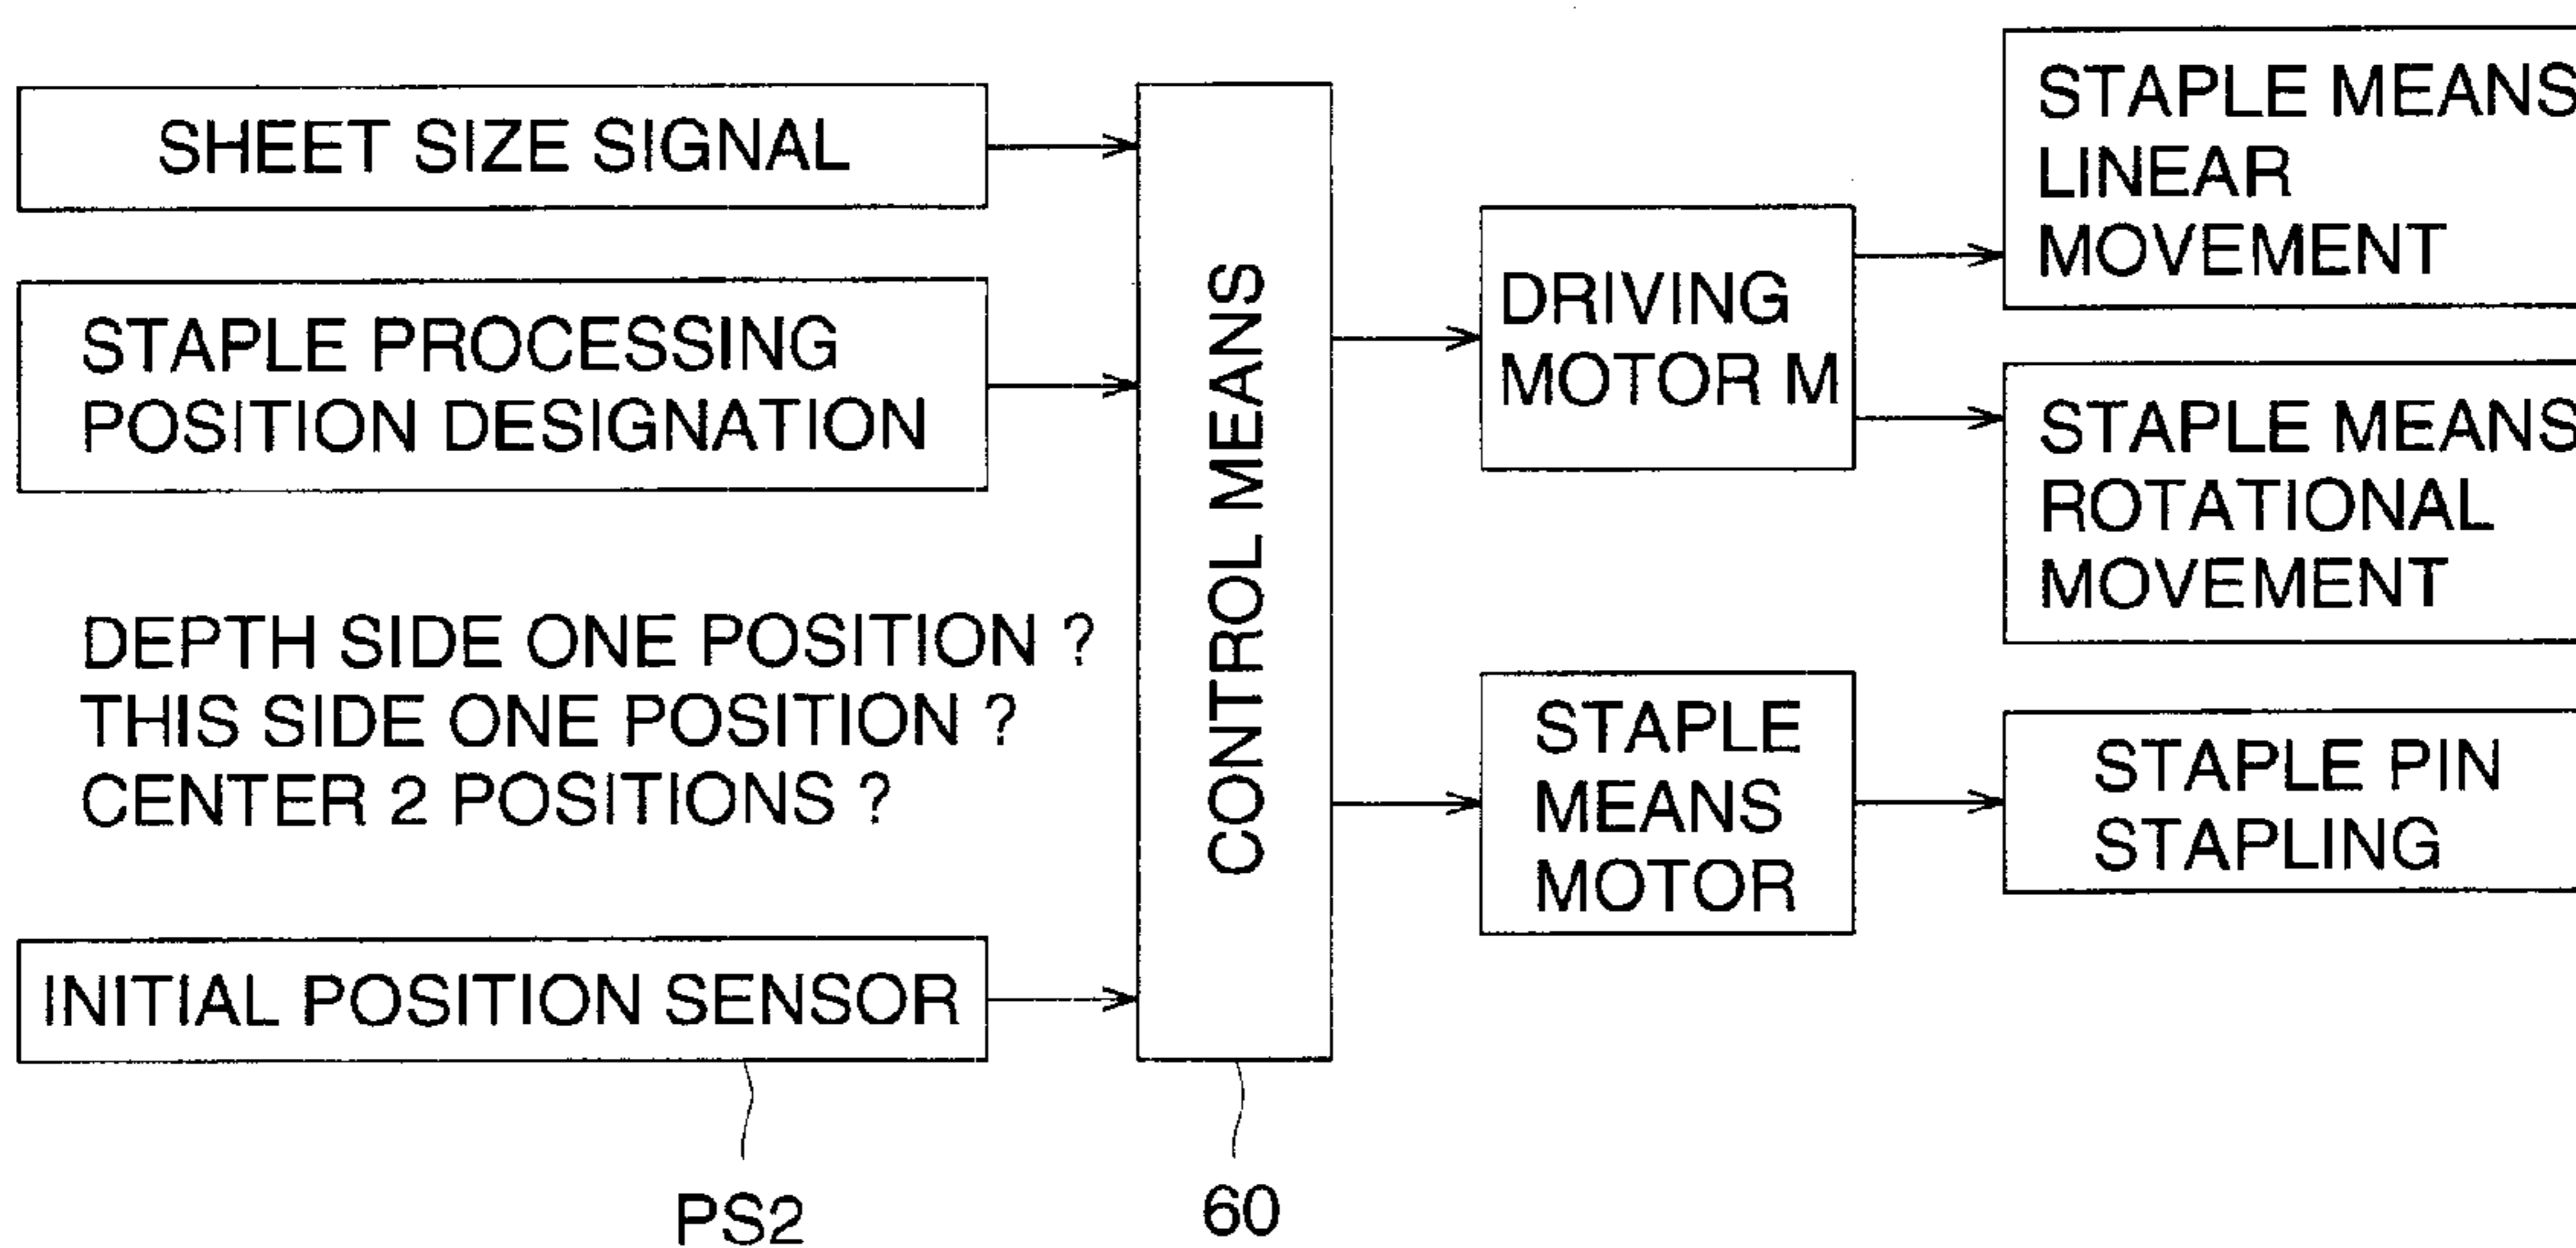 SHEET SIZE SIGNAL
STAPLE PROCESSING
POSITION DESIGNATION
DEPTH SIDE ONE POSITION ?
THIS SIDE ONE POSITION ?
CENTER 2 POSITIONS ?
INITIAL POSITION SENSOR
PS2
CONTROL MEANS
60
DRIVING
MOTOR M
STAPLE
MEANS
MOTOR
STAPLE MEANS
LINEAR
MOVEMENT
STAPLE MEANS
ROTATIONAL
MOVEMENT
STAPLE PIN
STAPLING